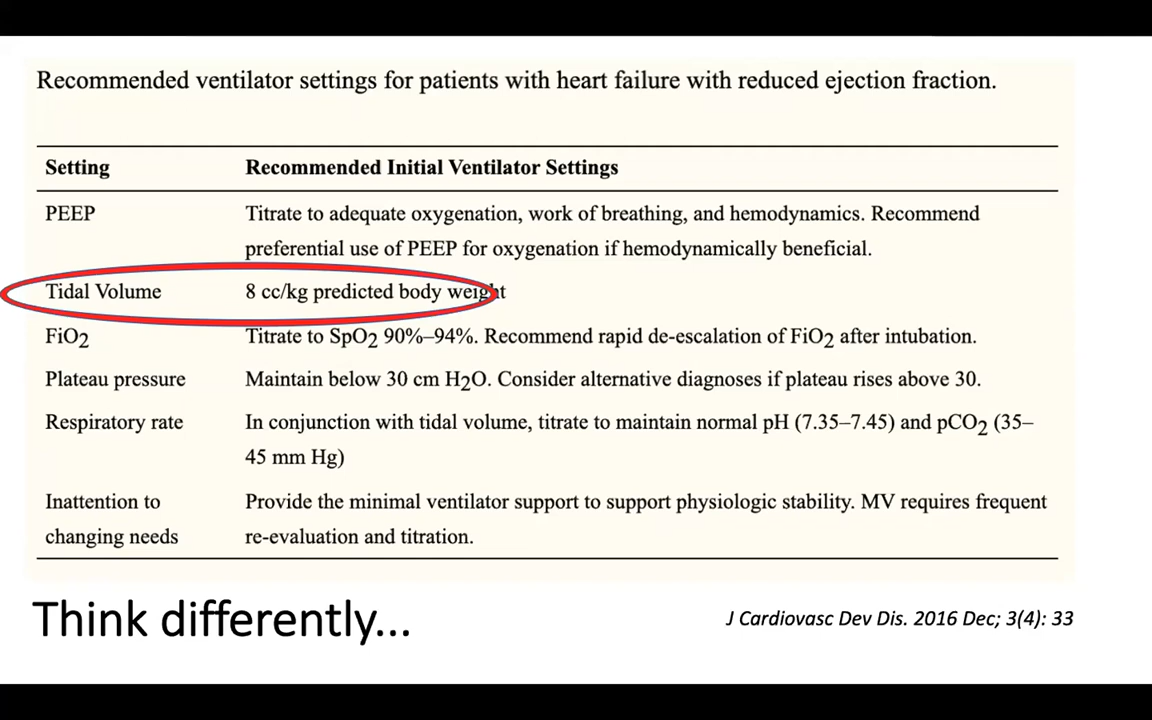 Recommended ventilator settings for patients with heart failure with reduced ejection fraction.
Setting Recommended Initial Ventilator Settings
PEEP Titrate to adequate oxygenation, work of breathing, and hemodynamics. Recommend
preferential use of PEEP for oxygenation if hemodynamically beneficial.
Tidal Volume 8 cc/kg predicted body weight
FiO2 Titrate to SpO2 90%–94%. Recommend rapid de-escalation of FiO2 after intubation.
Plateau pressure Maintain below 30 cm H2O. Consider alternative diagnoses if plateau rises above 30.
Respiratory rate In conjunction with tidal volume, titrate to maintain normal pH (7.35–7.45) and pCO2 (35–
45 mm Hg)
Inattention to Provide the minimal ventilator support to support physiologic stability. MV requires frequent
changing needs re-evaluation and titration.
Think differently...
J Cardiovasc Dev Dis. 2016 Dec; 3(4): 33